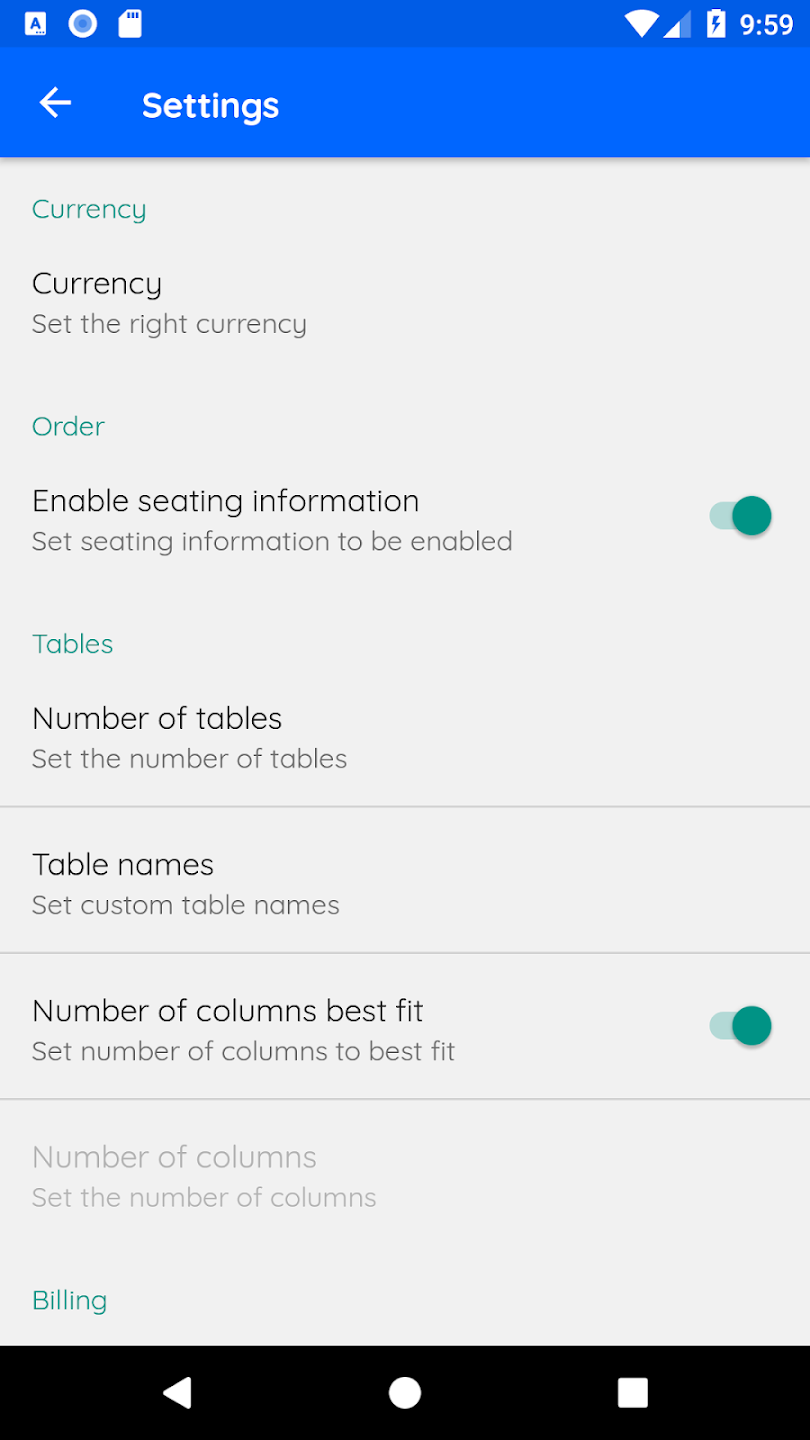 9:59
Settings
Currency
Currency
Set the right currency
Order
Enable seating information
Set seating information to be enabled
Tables
Number of tables
Set the number of tables
Table names
Set custom table names
Number of columns best fit
Set number of columns to best fit
Number of columns
Set the number of columns
Billing